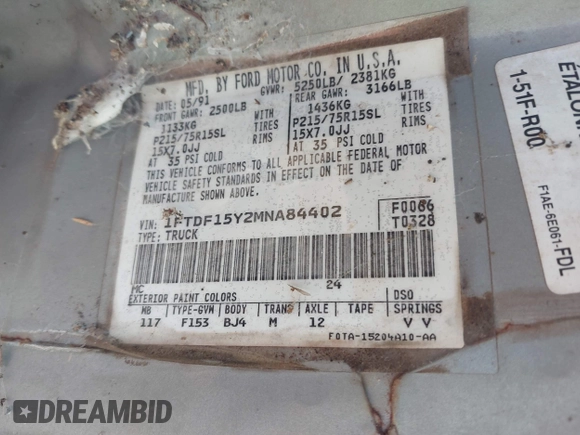 MFD. BY FORD MOTOR CO. IN U.S.A.
DATE: 05/91 GVWR: 5250LB/ 2381KG
FRONT GAWR: 2500LB REAR GAWR: 3166LB
1133KG WITH 1436KG WITH
P215/75R15SL TIRES P215/75R15SL TIRES
15X7.0JJ RIMS 15X7.0JJ RIMS
AT 35 PSI COLD AT 35 PSI COLD
THIS VEHICLE CONFORMS TO ALL APPLICABLE FEDERAL MOTOR
VEHICLE SAFETY STANDARDS IN EFFECT ON THE DATE OF
MANUFACTURE SHOWN ABOVE.
VIN: 1FTDF15Y2MNA84402 F0066
TYPE: TRUCK T0328
MC 24
EXTERIOR PAINT COLORS DSO
WB TYPE-GVW BODY TRANS AXLE TAPE SPRINGS
117 F153 BJ4 M 12 V V
F0TA-15204A10-AA
ÉTALON
1-51F-R00
F1AE-6E061-FDL
DREAMBID